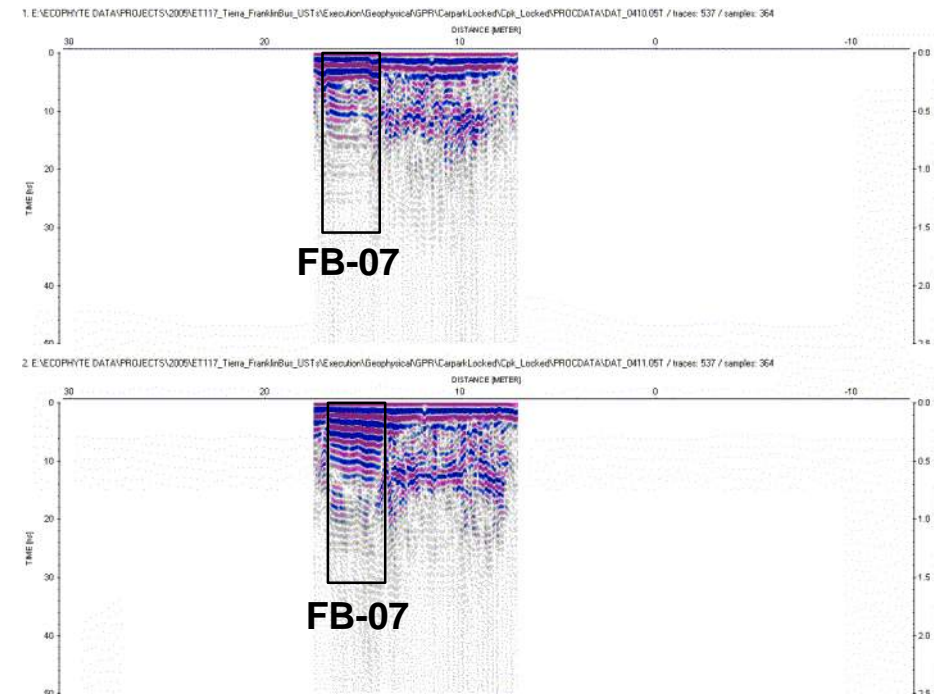 1. E:\ECOPHYTE DATA\PROJECTS\2005\ET117_Tierra_FranklinBus_USTs\Execution\Geophysical\GPR\CarparkLocked\Cpk_Locked\PROCDATA\DAT_0410.05T / traces: 537 / samples: 364
DISTANCE [METER]
30 20 10 0 -10
0 0.0
10 0.5
20 1.0
TIME [ns]
30 1.5
FB-07
40 2.0
50 2.5
2. E:\ECOPHYTE DATA\PROJECTS\2005\ET117_Tierra_FranklinBus_USTs\Execution\Geophysical\GPR\CarparkLocked\Cpk_Locked\PROCDATA\DAT_0411.05T / traces: 537 / samples: 364
DISTANCE [METER]
30 20 10 0 -10
0 0.0
10 0.5
20 1.0
TIME [ns]
30 1.5
FB-07
40 2.0
50 2.5